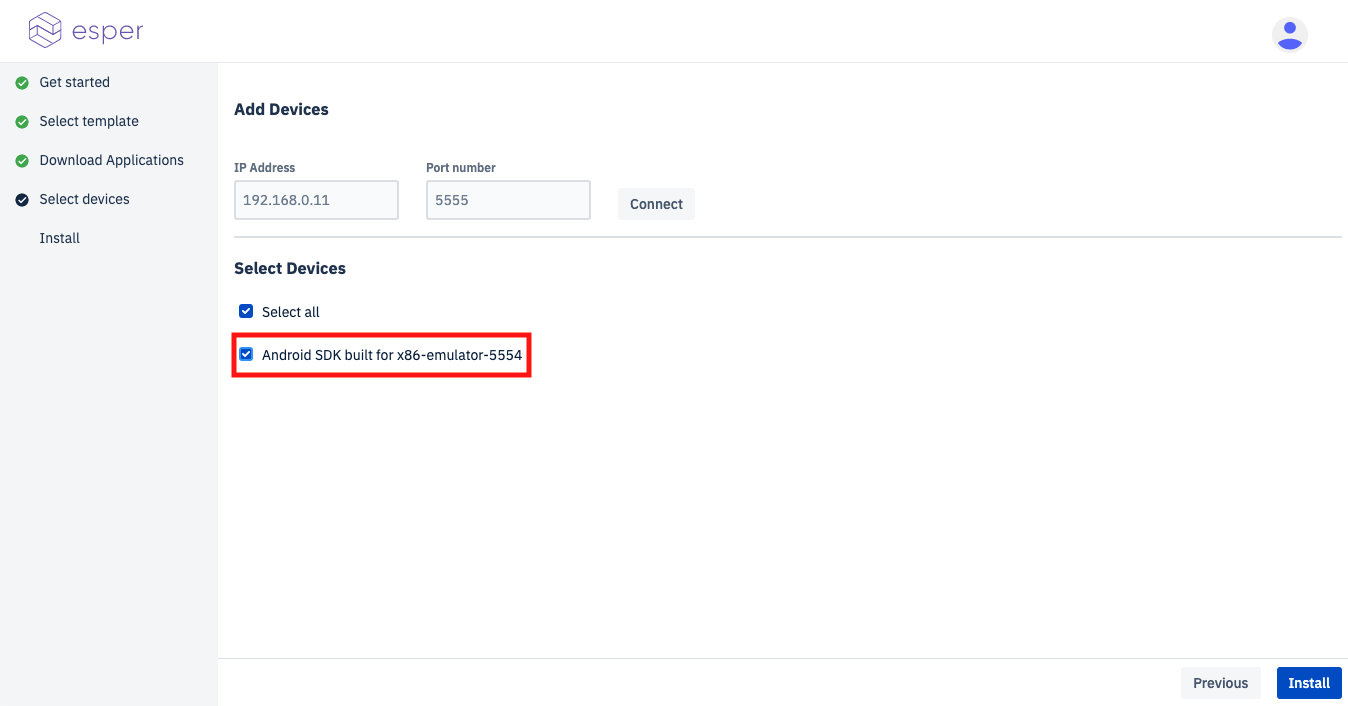 esper
Get started
Select template
Download Applications
Select devices
Install
Add Devices
IP Address
Port number
192.168.0.11
5555
Connect
Select Devices
Select all
Android SDK built for x86-emulator-5554
Previous
Install